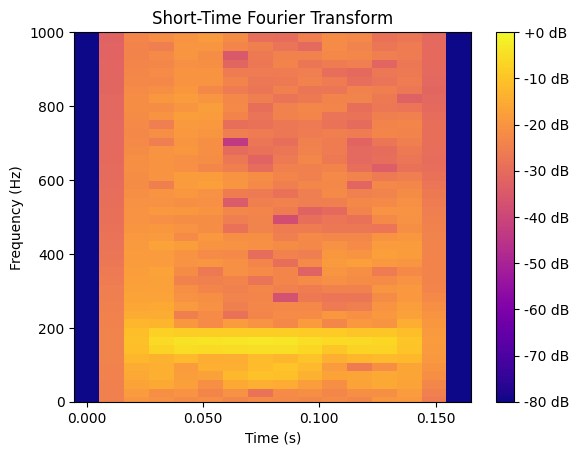 Short-Time Fourier Transform
1000
800
600
400
200
0
Frequency (Hz)
0.000
0.050
0.100
0.150
Time (s)
+0 dB
-10 dB
-20 dB
-30 dB
-40 dB
-50 dB
-60 dB
-70 dB
-80 dB